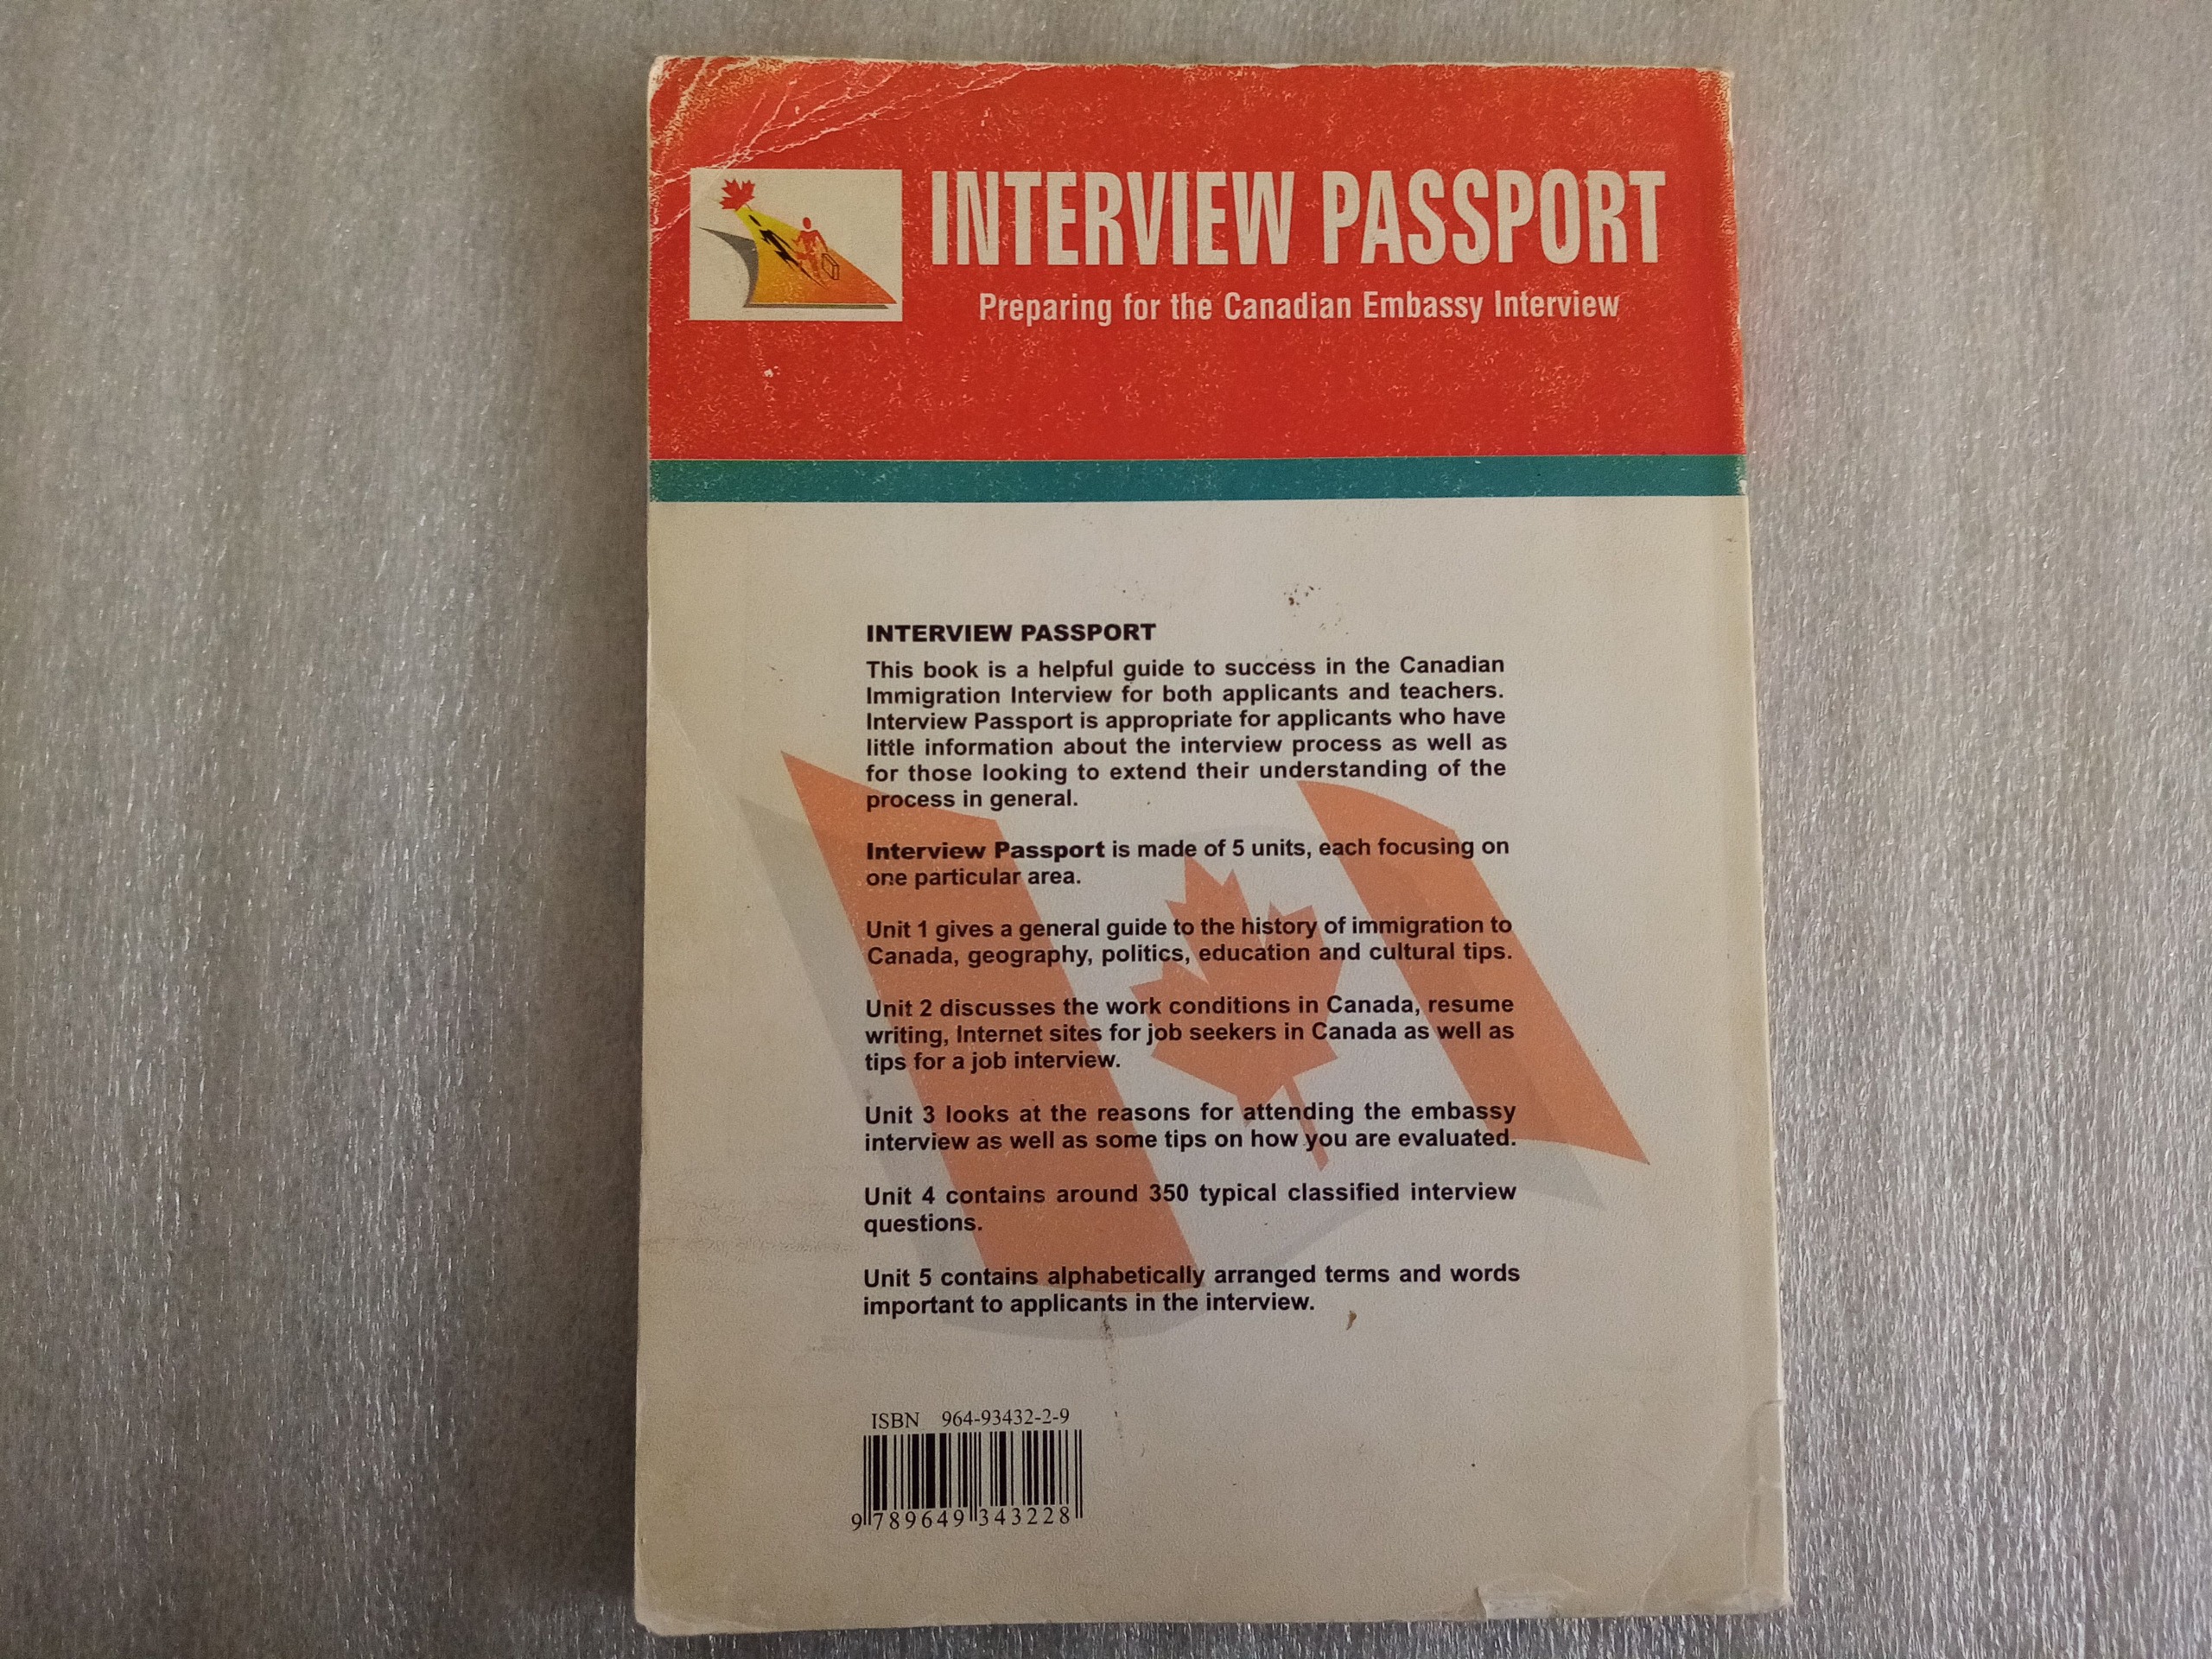 INTERVIEW PASSPORT
Preparing for the Canadian Embassy Interview
INTERVIEW PASSPORT
This book is a helpful guide to success in the Canadian
Immigration Interview for both applicants and teachers.
Interview Passport is appropriate for applicants who have
little information about the interview process as well as
for those looking to extend their understanding of the
process in general.
Interview Passport is made of 5 units, each focusing on
one particular area.
Unit 1 gives a general guide to the history of immigration to
Canada, geography, politics, education and cultural tips.
Unit 2 discusses the work conditions in Canada, resume
writing, Internet sites for job seekers in Canada as well as
tips for a job interview.
Unit 3 looks at the reasons for attending the embassy
interview as well as some tips on how you are evaluated.
Unit 4 contains around 350 typical classified interview
questions.
Unit 5 contains alphabetically arranged terms and words
important to applicants in the interview.
ISBN 964-93432-2-9
9 789649 343228